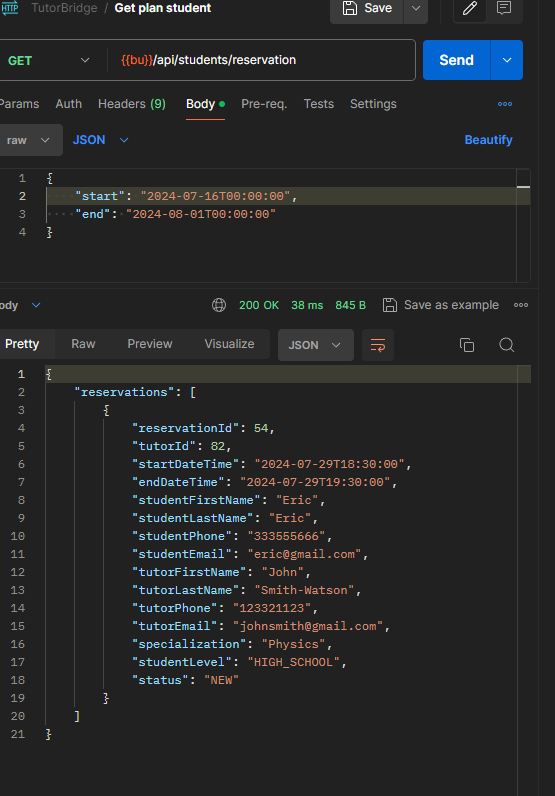 HTTP TutorBridge / Get plan student Save
GET {{bu}}/api/students/reservation Send
Params Auth Headers (9) Body Pre-req. Tests Settings
raw JSON Beautify
1 {
2 "start": "2024-07-16T00:00:00",
3 "end": "2024-08-01T00:00:00"
4 }
ody 200 OK 38 ms 845 B Save as example
Pretty Raw Preview Visualize JSON
1 {
2 "reservations": [
3 {
4 "reservationId": 54,
5 "tutorId": 82,
6 "startDateTime": "2024-07-29T18:30:00",
7 "endDateTime": "2024-07-29T19:30:00",
8 "studentFirstName": "Eric",
9 "studentLastName": "Eric",
10 "studentPhone": "333555666",
11 "studentEmail": "eric@gmail.com",
12 "tutorFirstName": "John",
13 "tutorLastName": "Smith-Watson",
14 "tutorPhone": "123321123",
15 "tutorEmail": "johnsmith@gmail.com",
16 "specialization": "Physics",
17 "studentLevel": "HIGH_SCHOOL",
18 "status": "NEW"
19 }
20 ]
21 }